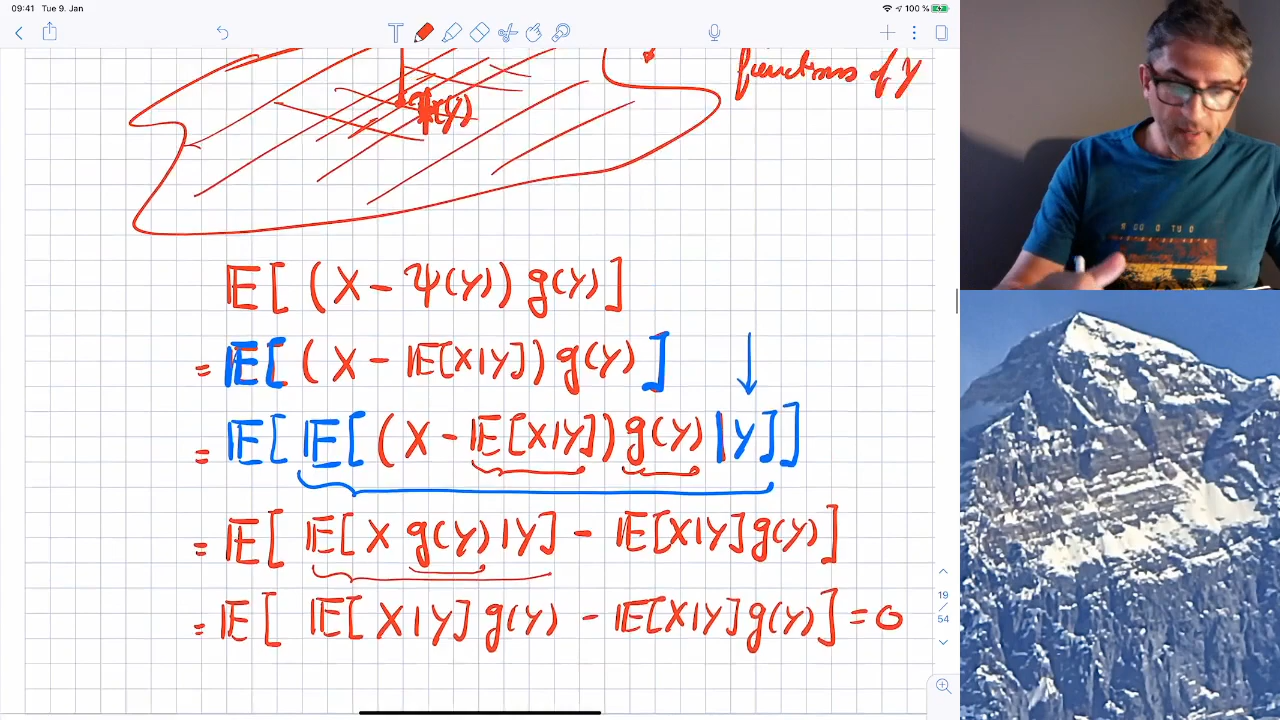 09:41 Tue 9. Jan
100 %
functions of Y
(Y)
𝔼[(X - Ψ(Y)) g(Y)]
= 𝔼[(X - 𝔼[X|Y]) g(Y)]
= 𝔼[𝔼[(X - 𝔼[X|Y]) g(Y) | Y]]
= 𝔼[𝔼[X g(Y) | Y] - 𝔼[X|Y] g(Y)]
= 𝔼[𝔼[X|Y] g(Y) - 𝔼[X|Y] g(Y)] = 0
19
/
54